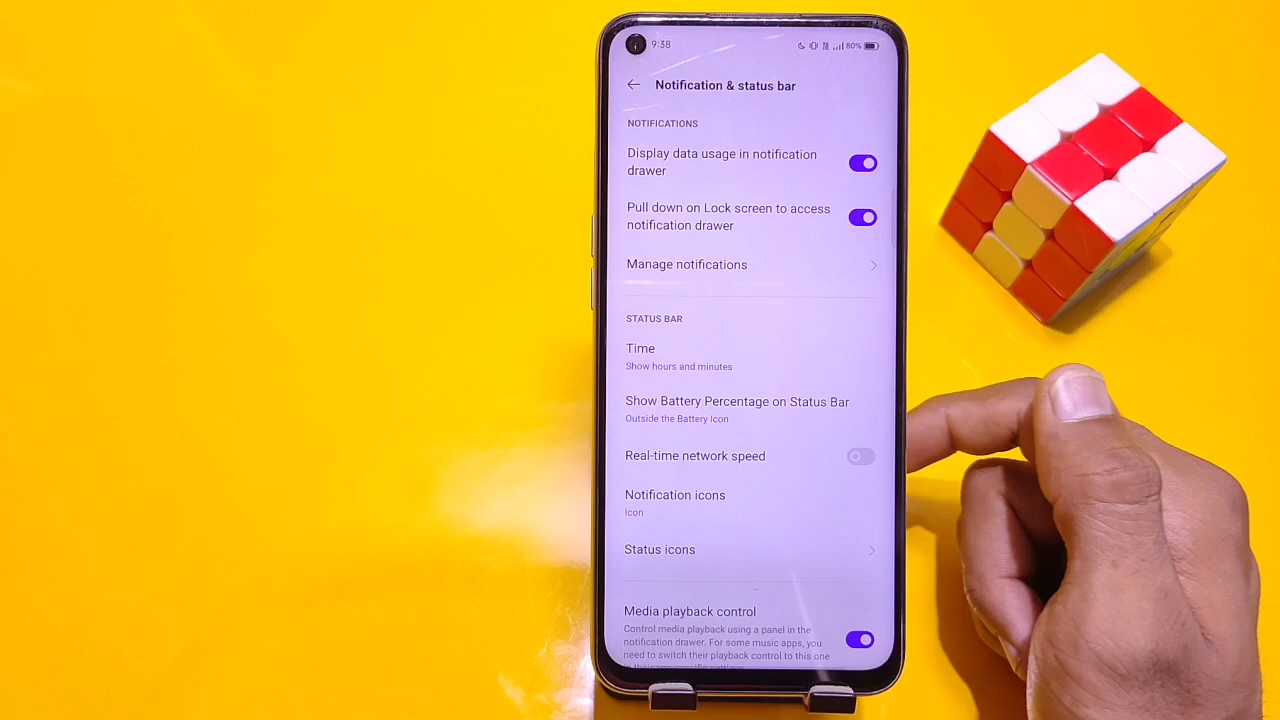 9:38
80%
Notification & status bar
NOTIFICATIONS
Display data usage in notification
drawer
Pull down on Lock screen to access
notification drawer
Manage notifications
STATUS BAR
Time
Show hours and minutes
Show Battery Percentage on Status Bar
Outside the Battery Icon
Real-time network speed
Notification icons
Icon
Status icons
Media playback control
Control media playback using a panel in the
notification drawer. For some music apps, you
need to switch their playback control to this one